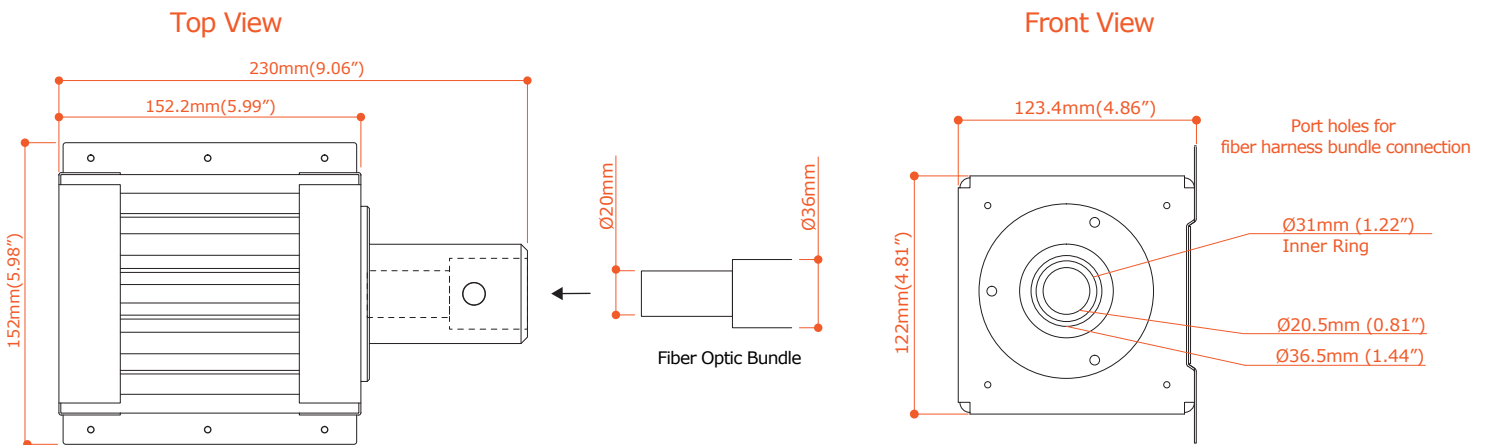 Top View
Front View
230mm(9.06”)
152.2mm(5.99”)
152mm(5.98”)
Ø20mm
Ø36mm
Fiber Optic Bundle
123.4mm(4.86”)
122mm(4.81”)
Port holes for
fiber harness bundle connection
Ø31mm (1.22”)
Inner Ring
Ø20.5mm (0.81”)
Ø36.5mm (1.44”)